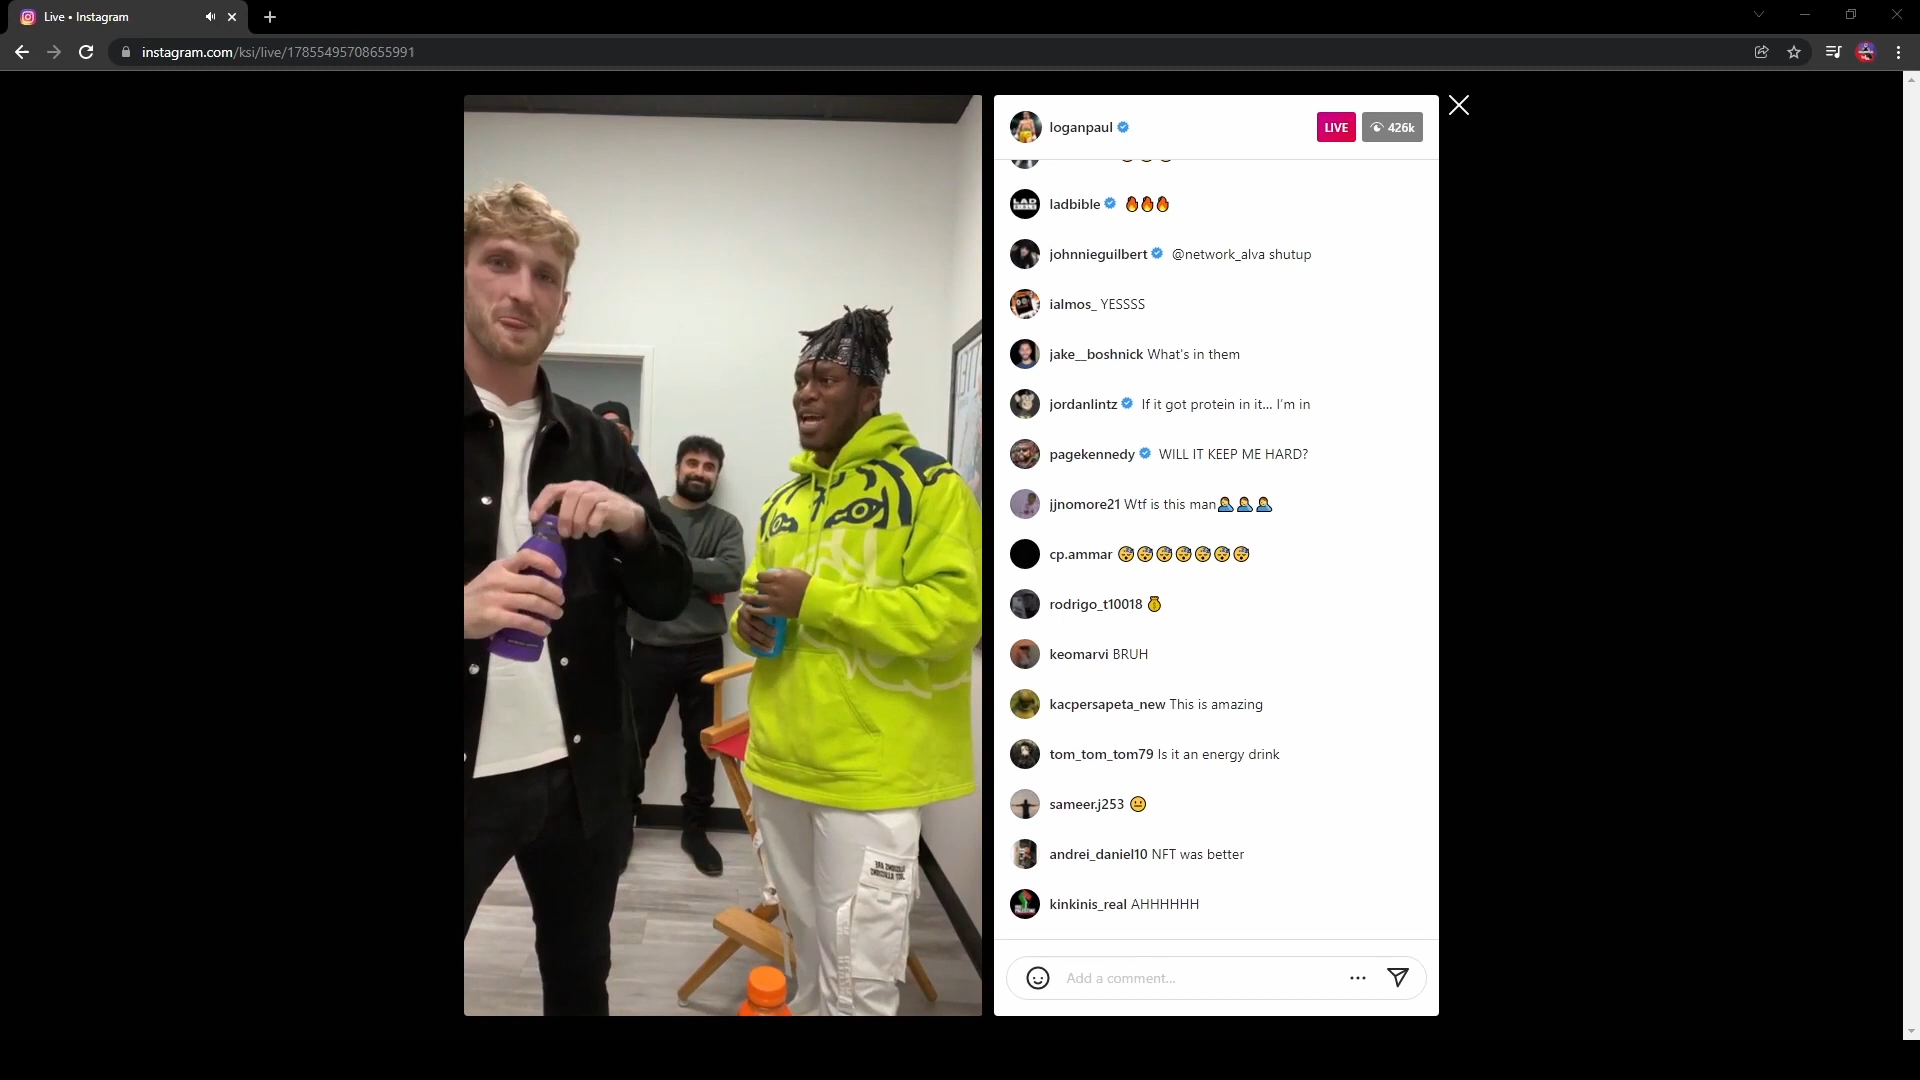 Live • Instagram
instagram.com/ksi/live/17855495708655991
loganpaul
LIVE
426k
ladbible 🔥🔥🔥
johnnieguilbert @network_alva shutup
ialmos_ YESSSS
jake__boshnick What's in them
jordanlintz If it got protein in it... I'm in
pagekennedy WILL IT KEEP ME HARD?
jjnomore21 Wtf is this man🤦‍♂️🤦‍♂️🤦‍♂️
cp.ammar 😴😴😴😴😴😴😴
rodrigo_t10018 💰
keomarvi BRUH
kacpersapeta_new This is amazing
tom_tom_tom79 Is it an energy drink
sameer.j253 😐
andrei_daniel10 NFT was better
kinkinis_real AHHHHHH
Add a comment...
LAD
BIBLE